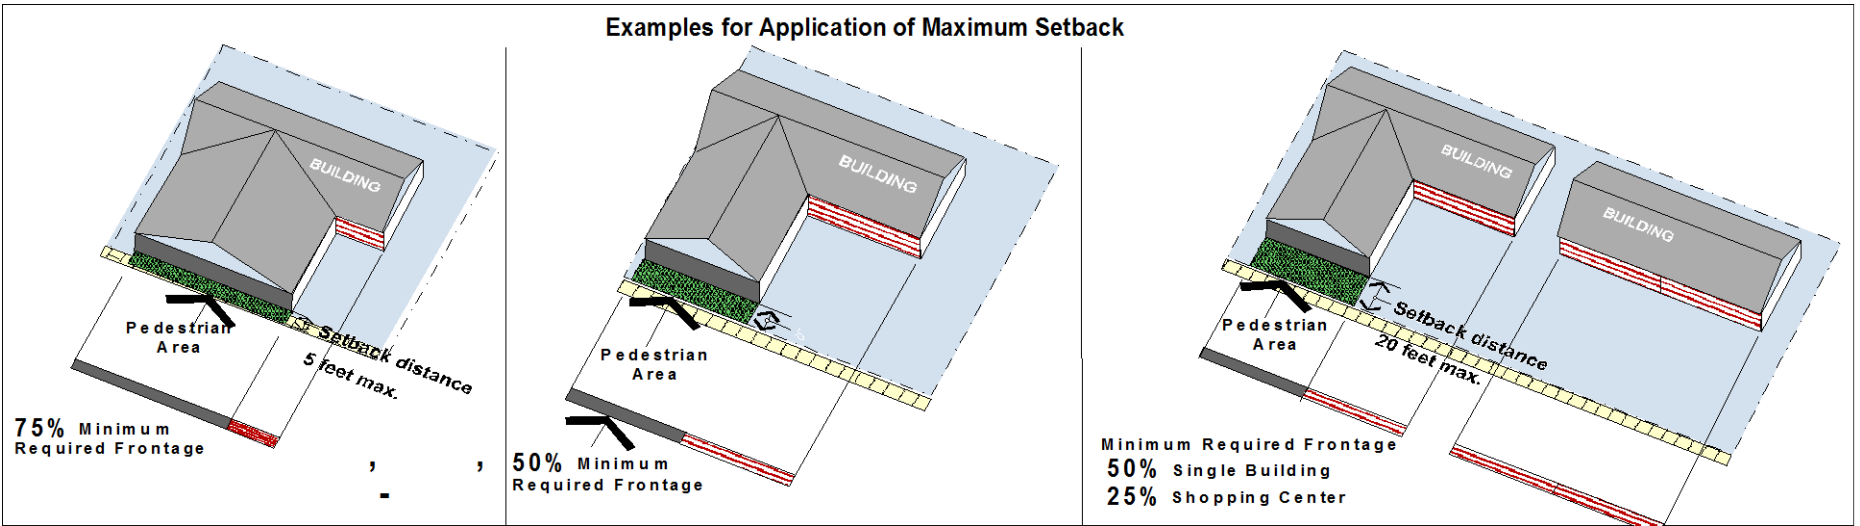 Examples for Application of Maximum Setback
BUILDING
Pedestrian
Area
Setback distance
5 feet max.
75% Minimum
Required Frontage
, ,
-
BUILDING
Pedestrian
Area
50% Minimum
Required Frontage
BUILDING
BUILDING
Pedestrian
Area
Setback distance
20 feet max.
Minimum Required Frontage
50% Single Building
25% Shopping Center